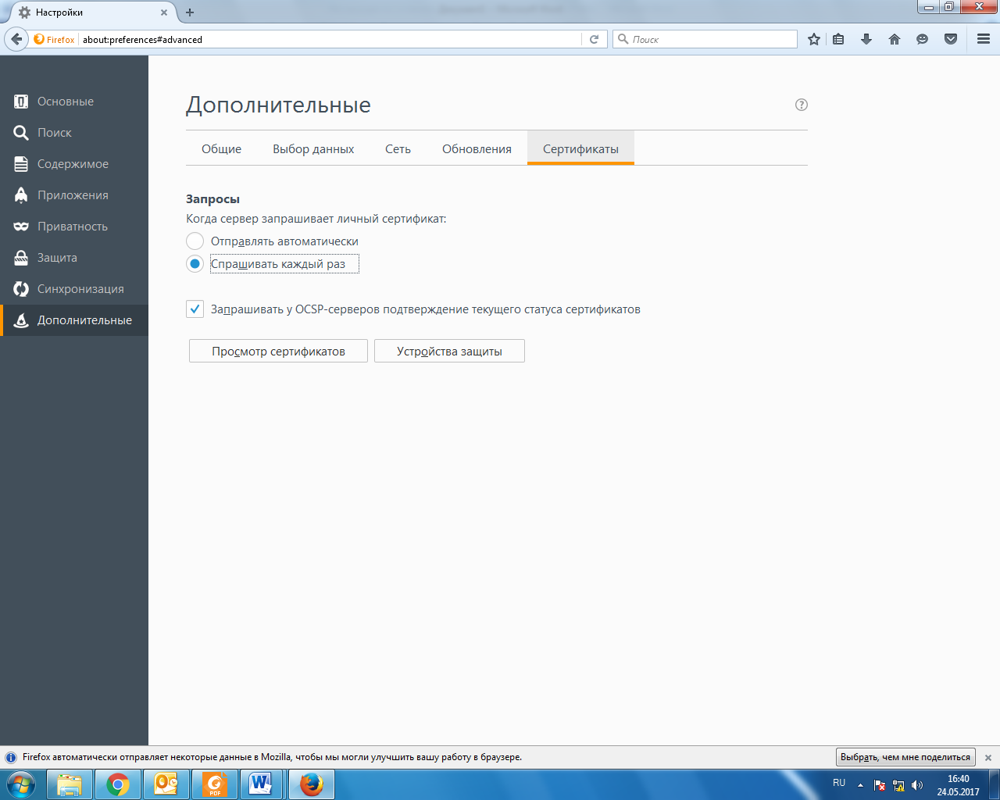 Настройки
Firefox about:preferences#advanced
Поиск
Основные
Поиск
Содержимое
Приложения
Приватность
Защита
Синхронизация
Дополнительные
Дополнительные
Общие Выбор данных Сеть Обновления Сертификаты
Запросы
Когда сервер запрашивает личный сертификат:
Отправлять автоматически
Спрашивать каждый раз
Запрашивать у OCSP-серверов подтверждение текущего статуса сертификатов
Просмотр сертификатов Устройства защиты
Firefox автоматически отправляет некоторые данные в Mozilla, чтобы мы могли улучшить вашу работу в браузере. Выбрать, чем мне поделиться
PDF
RU
16:40
24.05.2017